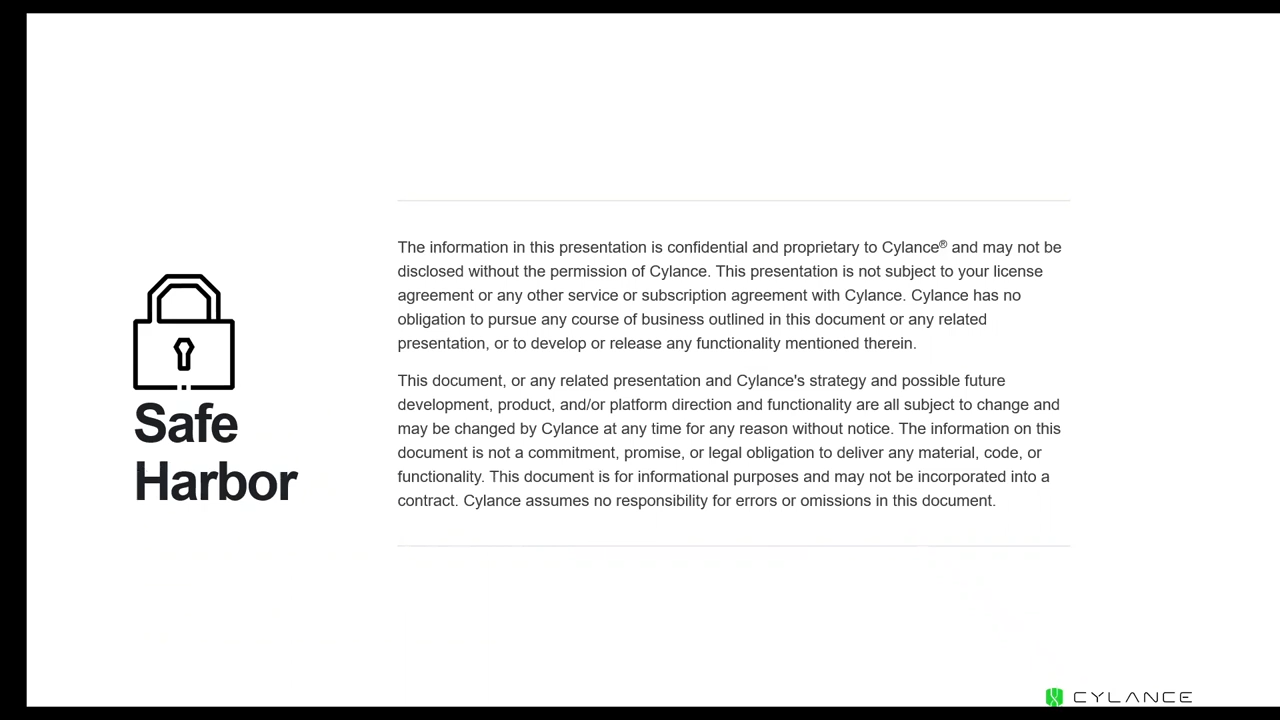 Safe
Harbor
The information in this presentation is confidential and proprietary to Cylance® and may not be
disclosed without the permission of Cylance. This presentation is not subject to your license
agreement or any other service or subscription agreement with Cylance. Cylance has no
obligation to pursue any course of business outlined in this document or any related
presentation, or to develop or release any functionality mentioned therein.
This document, or any related presentation and Cylance's strategy and possible future
development, product, and/or platform direction and functionality are all subject to change and
may be changed by Cylance at any time for any reason without notice. The information on this
document is not a commitment, promise, or legal obligation to deliver any material, code, or
functionality. This document is for informational purposes and may not be incorporated into a
contract. Cylance assumes no responsibility for errors or omissions in this document.
CYLANCE